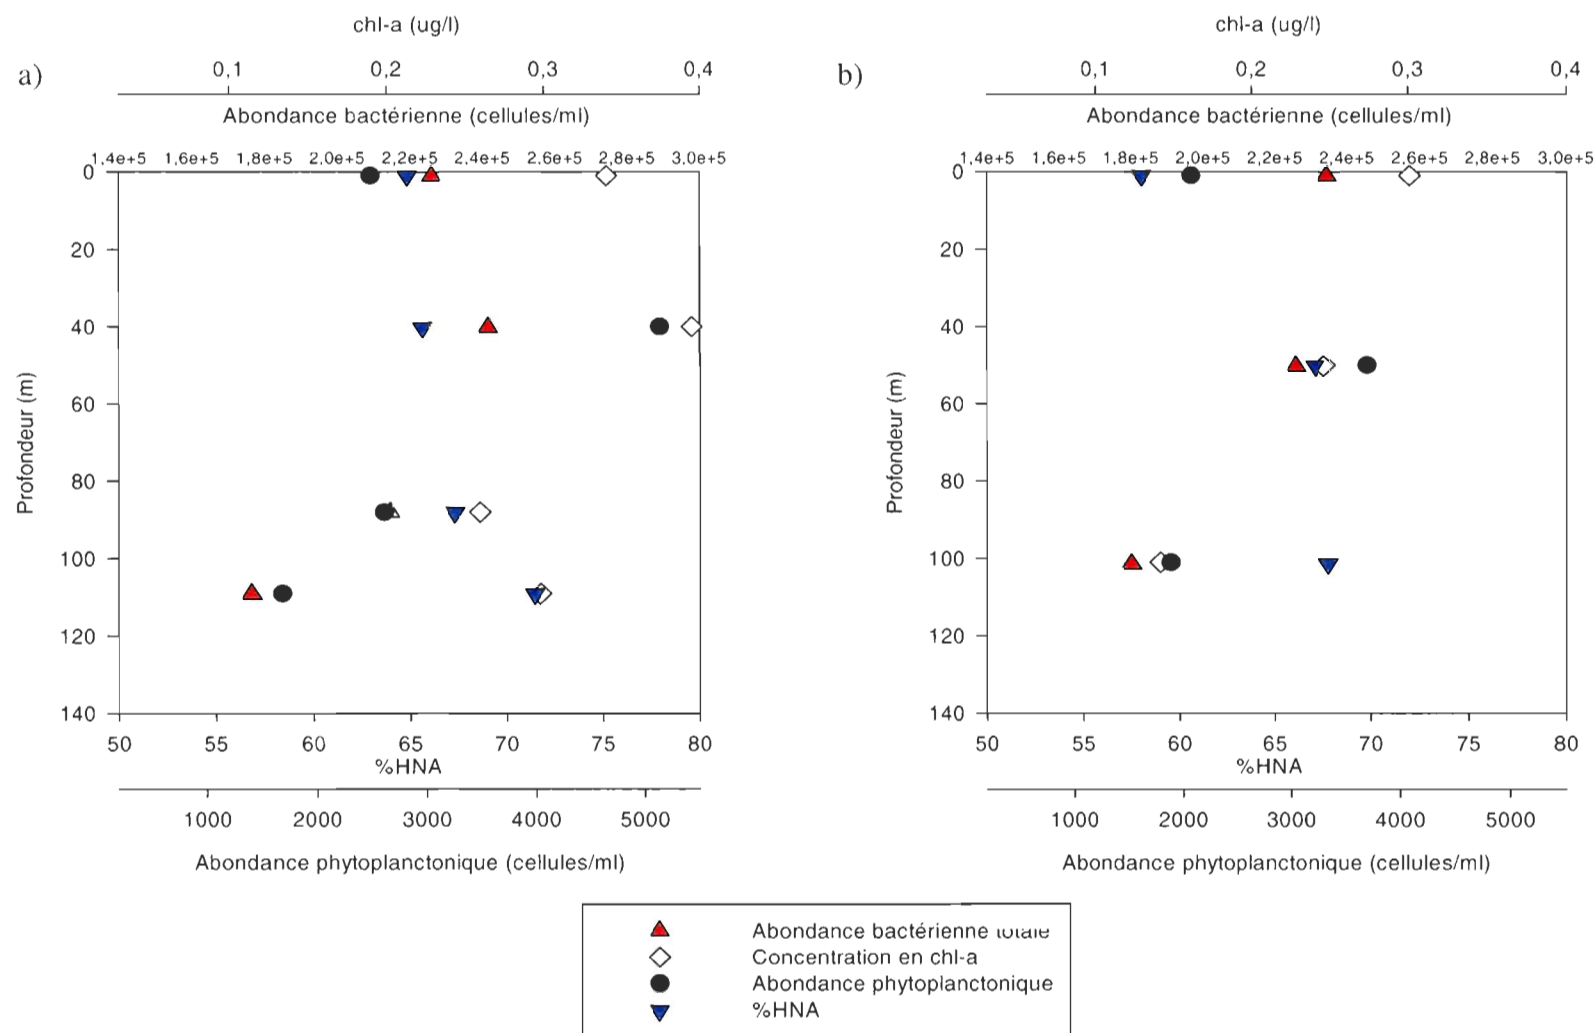 a)
chl-a (ug/l)
0,1 0,2 0,3 0,4
Abondance bactérienne (cellules/ml)
1,4e+5 1,6e+5 1,8e+5 2,0e+5 2,2e+5 2,4e+5 2,6e+5 2,8e+5 3,0e+5
0
20
40
60
80
100
120
140
Profondeur (m)
50 55 60 65 70 75 80
%HNA
1000 2000 3000 4000 5000
Abondance phytoplanctonique (cellules/ml)
b)
chl-a (ug/l)
0,1 0,2 0,3 0,4
Abondance bactérienne (cellules/ml)
1,4e+5 1,6e+5 1,8e+5 2,0e+5 2,2e+5 2,4e+5 2,6e+5 2,8e+5 3,0e+5
0
20
40
60
80
100
120
140
Profondeur (m)
50 55 60 65 70 75 80
%HNA
1000 2000 3000 4000 5000
Abondance phytoplanctonique (cellules/ml)
Abondance bactérienne totale
Concentration en chl-a
Abondance phytoplanctonique
%HNA